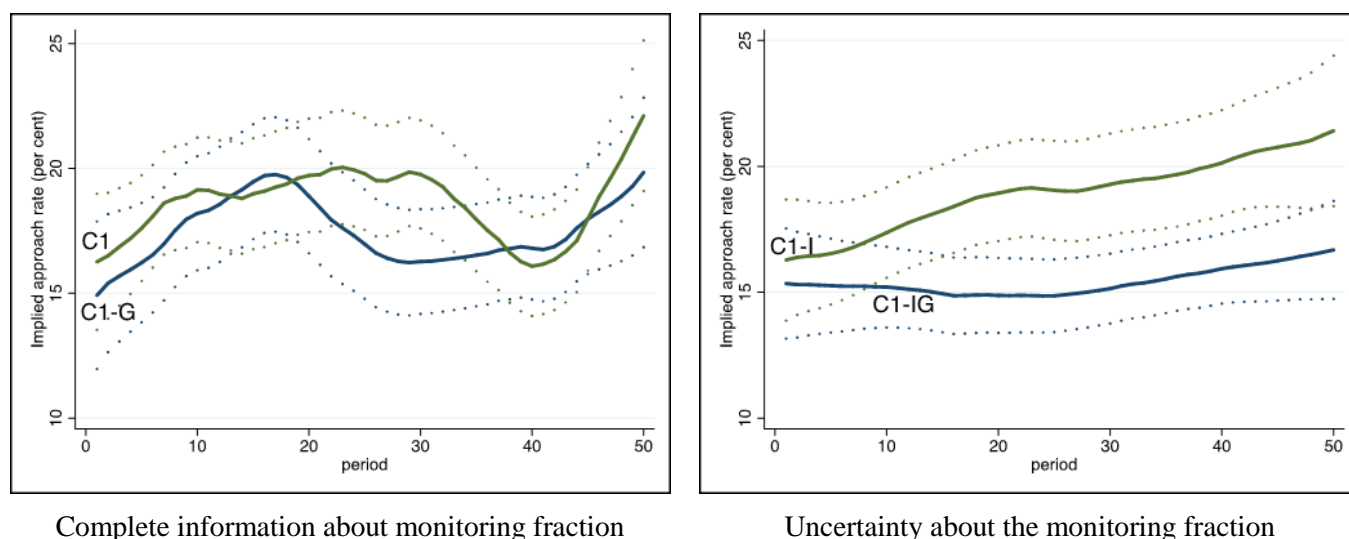 Implied approach rate (per cent)
25
20
15
10
C1
C1-G
0
10
20
30
40
50
period
Complete information about monitoring fraction
Implied approach rate (per cent)
25
20
15
10
C1-I
C1-IG
0
10
20
30
40
50
period
Uncertainty about the monitoring fraction